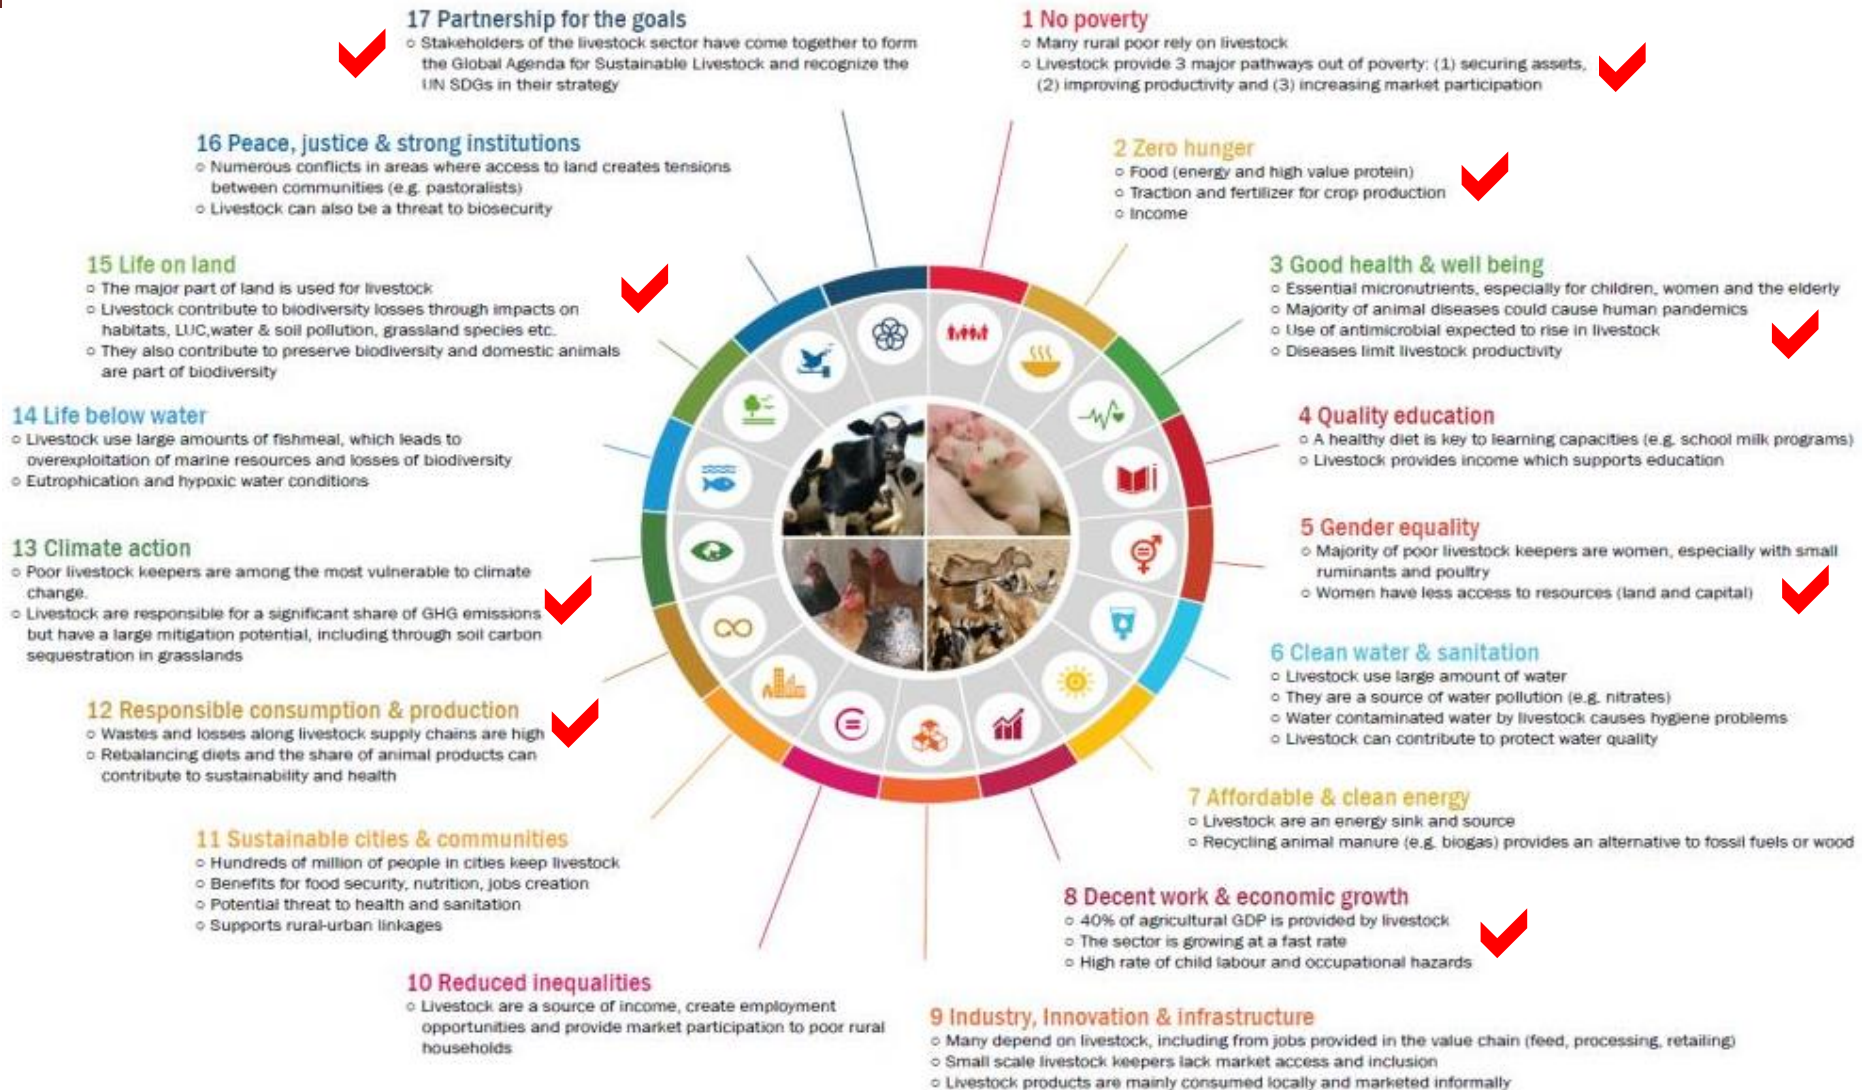 17 Partnership for the goals
o Stakeholders of the livestock sector have come together to form
the Global Agenda for Sustainable Livestock and recognize the
UN SDGs in their strategy
1 No poverty
o Many rural poor rely on livestock
o Livestock provide 3 major pathways out of poverty: (1) securing assets,
(2) improving productivity and (3) increasing market participation
16 Peace, justice & strong institutions
o Numerous conflicts in areas where access to land creates tensions
between communities (e.g. pastoralists)
o Livestock can also be a threat to biosecurity
2 Zero hunger
o Food (energy and high value protein)
o Traction and fertilizer for crop production
o Income
15 Life on land
o The major part of land is used for livestock
o Livestock contribute to biodiversity losses through impacts on
habitats, LUC,water & soil pollution, grassland species etc.
o They also contribute to preserve biodiversity and domestic animals
are part of biodiversity
3 Good health & well being
o Essential micronutrients, especially for children, women and the elderly
o Majority of animal diseases could cause human pandemics
o Use of antimicrobial expected to rise in livestock
o Diseases limit livestock productivity
14 Life below water
o Livestock use large amounts of fishmeal, which leads to
overexploitation of marine resources and losses of biodiversity
o Eutrophication and hypoxic water conditions
4 Quality education
o A healthy diet is key to learning capacities (e.g. school milk programs)
o Livestock provides income which supports education
13 Climate action
o Poor livestock keepers are among the most vulnerable to climate
change.
o Livestock are responsible for a significant share of GHG emissions
but have a large mitigation potential, including through soil carbon
sequestration in grasslands
5 Gender equality
o Majority of poor livestock keepers are women, especially with small
ruminants and poultry
o Women have less access to resources (land and capital)
6 Clean water & sanitation
o Livestock use large amount of water
o They are a source of water pollution (e.g. nitrates)
o Water contaminated water by livestock causes hygiene problems
o Livestock can contribute to protect water quality
12 Responsible consumption & production
o Wastes and losses along livestock supply chains are high
o Rebalancing diets and the share of animal products can
contribute to sustainability and health
7 Affordable & clean energy
o Livestock are an energy sink and source
o Recycling animal manure (e.g. biogas) provides an alternative to fossil fuels or wood
11 Sustainable cities & communities
o Hundreds of million of people in cities keep livestock
o Benefits for food security, nutrition, jobs creation
o Potential threat to health and sanitation
o Supports rural-urban linkages
8 Decent work & economic growth
o 40% of agricultural GDP is provided by livestock
o The sector is growing at a fast rate
o High rate of child labour and occupational hazards
10 Reduced inequalities
o Livestock are a source of income, create employment
opportunities and provide market participation to poor rural
households
9 Industry, Innovation & infrastructure
o Many depend on livestock, including from jobs provided in the value chain (feed, processing, retailing)
o Small scale livestock keepers lack market access and inclusion
o Livestock products are mainly consumed locally and marketed informally